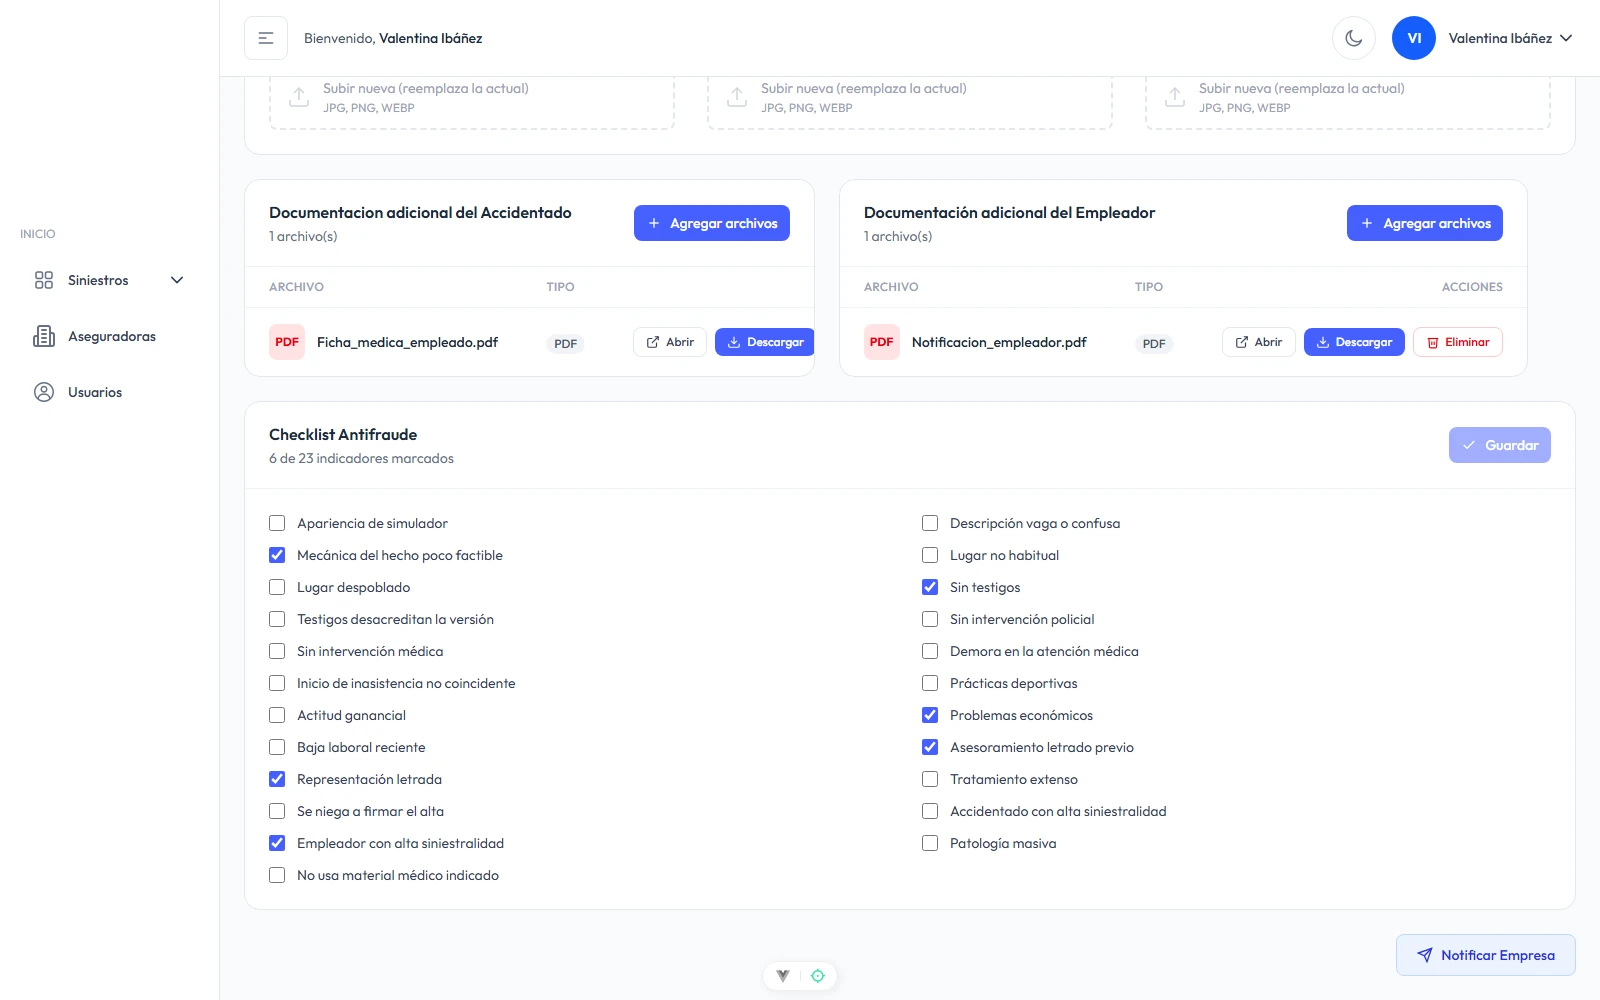 Bienvenido, Valentina Ibáñez
VI
Valentina Ibáñez
Subir nueva (reemplaza la actual)
JPG, PNG, WEBP
Subir nueva (reemplaza la actual)
JPG, PNG, WEBP
Subir nueva (reemplaza la actual)
JPG, PNG, WEBP
INICIO
Siniestros
Aseguradoras
Usuarios
Documentacion adicional del Accidentado
1 archivo(s)
Agregar archivos
ARCHIVO TIPO
PDF Ficha_medica_empleado.pdf PDF Abrir Descargar
Documentación adicional del Empleador
1 archivo(s)
Agregar archivos
ARCHIVO TIPO ACCIONES
PDF Notificacion_empleador.pdf PDF Abrir Descargar Eliminar
Checklist Antifraude
6 de 23 indicadores marcados
Guardar
Apariencia de simulador
Descripción vaga o confusa
Mecánica del hecho poco factible
Lugar no habitual
Lugar despoblado
Sin testigos
Testigos desacreditan la versión
Sin intervención policial
Sin intervención médica
Demora en la atención médica
Inicio de inasistencia no coincidente
Prácticas deportivas
Actitud ganancial
Problemas económicos
Baja laboral reciente
Asesoramiento letrado previo
Representación letrada
Tratamiento extenso
Se niega a firmar el alta
Accidentado con alta siniestralidad
Empleador con alta siniestralidad
Patología masiva
No usa material médico indicado
Notificar Empresa